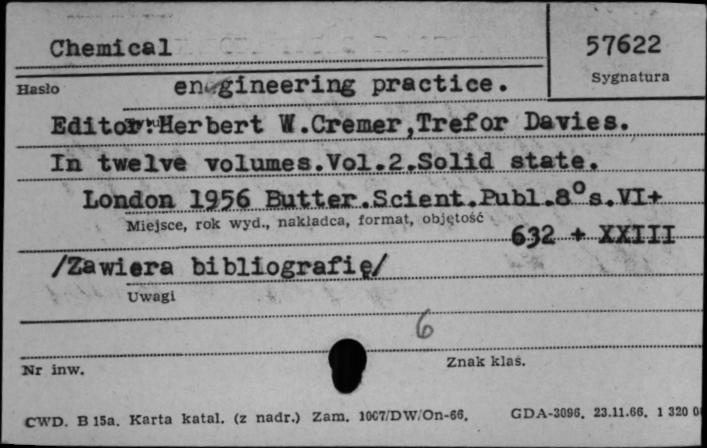 Chemical
57622
Hasło
engineering practice.
Sygnatura
Editor:Herbert W.Cremer,Trefor Davies.
In twelve volumes.Vol.2.Solid state.
London 1956 Butter.Scient.Publ.8°s.VI+
Miejsce, rok wyd., nakładca, format, objętość
632 + XXIII
/Zawiera bibliografię/
Uwagi
6
Nr inw.
Znak klas.
CWD. B 15a. Karta katal. (z nadr.) Zam. 1007/DW/On-66. GDA-3096. 23.11.66. 1 320